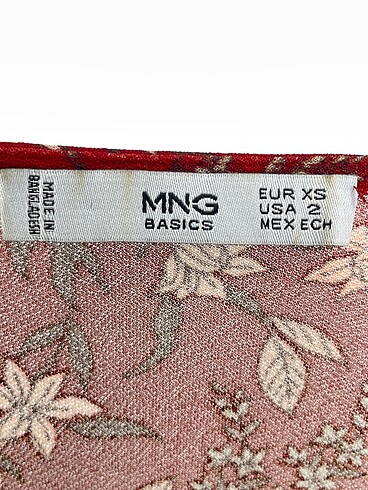 MADE IN
BANGLADESH
MNG
BASICS
EUR XS
USA 2
MEX ECH